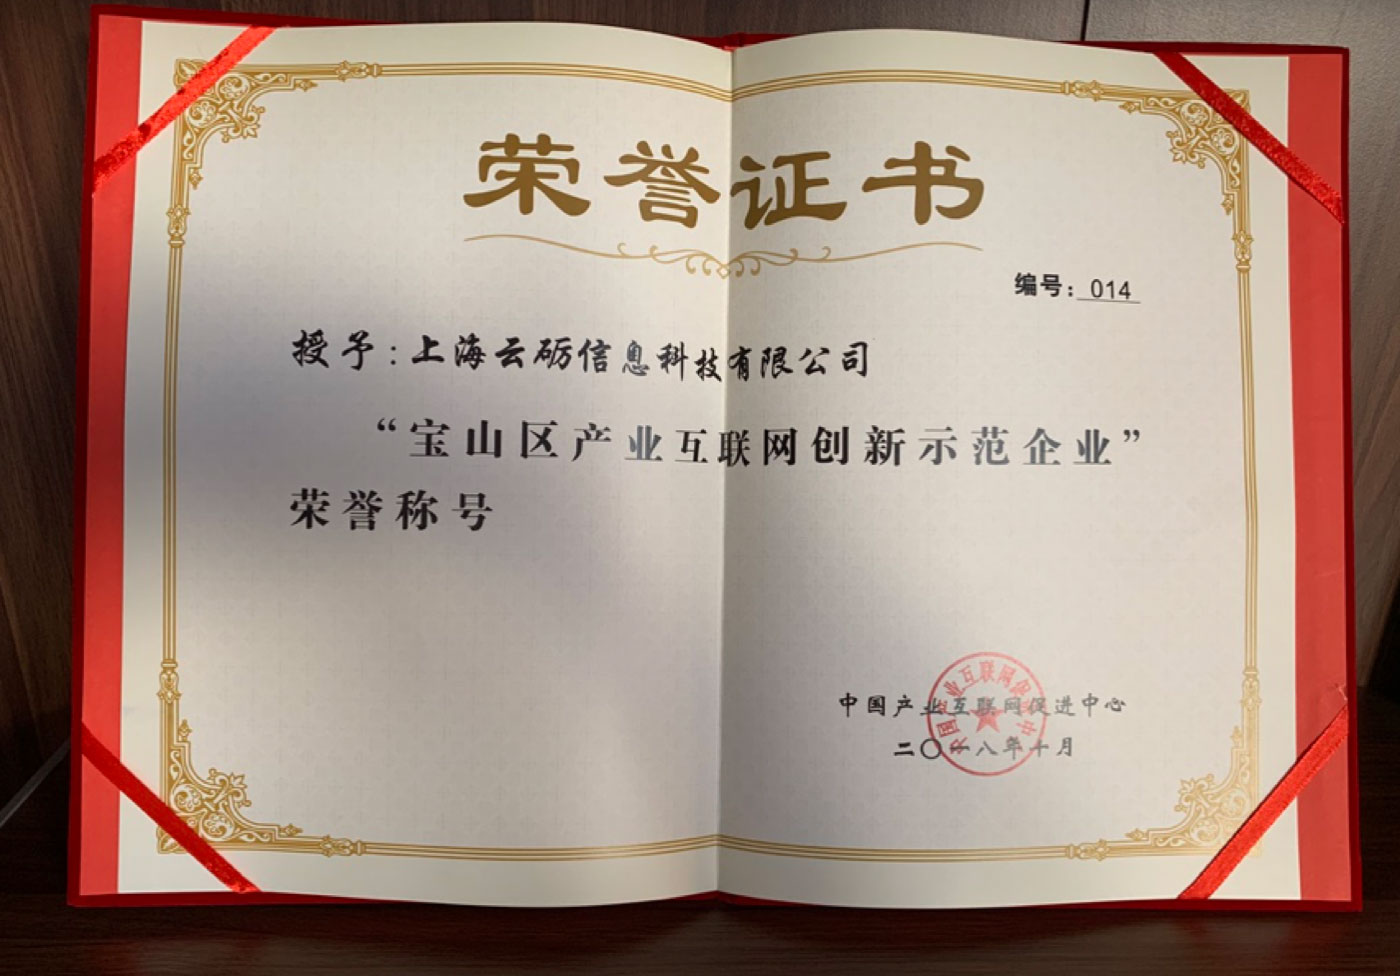 荣誉证书
编号：014
授予：上海云砺信息科技有限公司
“宝山区产业互联网创新示范企业”
荣誉称号
中国产业互联网促进中心
二〇一八年十月
中国产业互联网促进中心